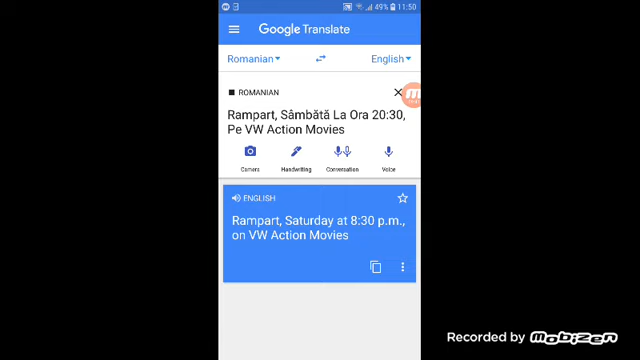 49% 11:50
Google Translate
Romanian English
ROMANIAN
Rampart, Sâmbătă La Ora 20:30,
Pe VW Action Movies
Camera Handwriting Conversation Voice
ENGLISH
Rampart, Saturday at 8:30 p.m.,
on VW Action Movies
Recorded by Mobizen